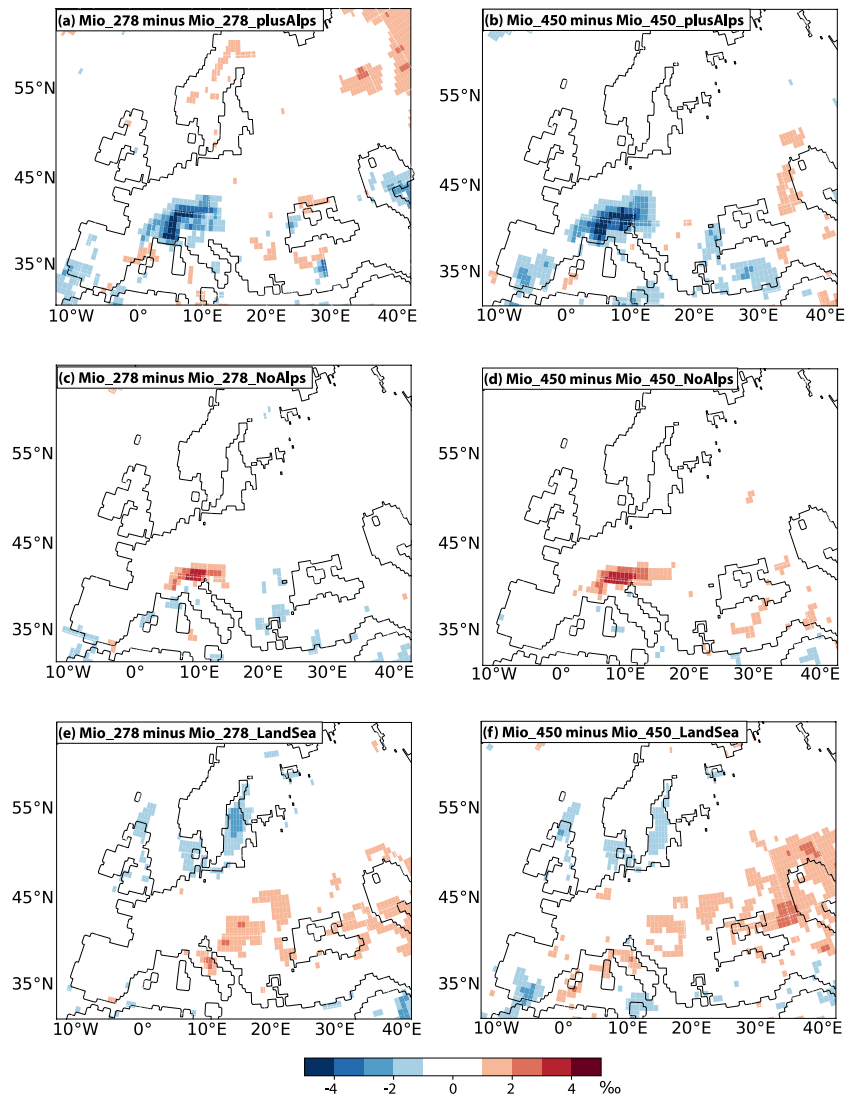 (a) Mio_278 minus Mio_278_plusAlps
(b) Mio_450 minus Mio_450_plusAlps
55°N
45°N
35°N
10°W 0° 10°E 20°E 30°E 40°E
55°N
45°N
35°N
10°W 0° 10°E 20°E 30°E 40°E
(c) Mio_278 minus Mio_278_NoAlps
(d) Mio_450 minus Mio_450_NoAlps
55°N
45°N
35°N
10°W 0° 10°E 20°E 30°E 40°E
55°N
45°N
35°N
10°W 0° 10°E 20°E 30°E 40°E
(e) Mio_278 minus Mio_278_LandSea
(f) Mio_450 minus Mio_450_LandSea
55°N
45°N
35°N
10°W 0° 10°E 20°E 30°E 40°E
55°N
45°N
35°N
10°W 0° 10°E 20°E 30°E 40°E
-4 -2 0 2 4 ‰